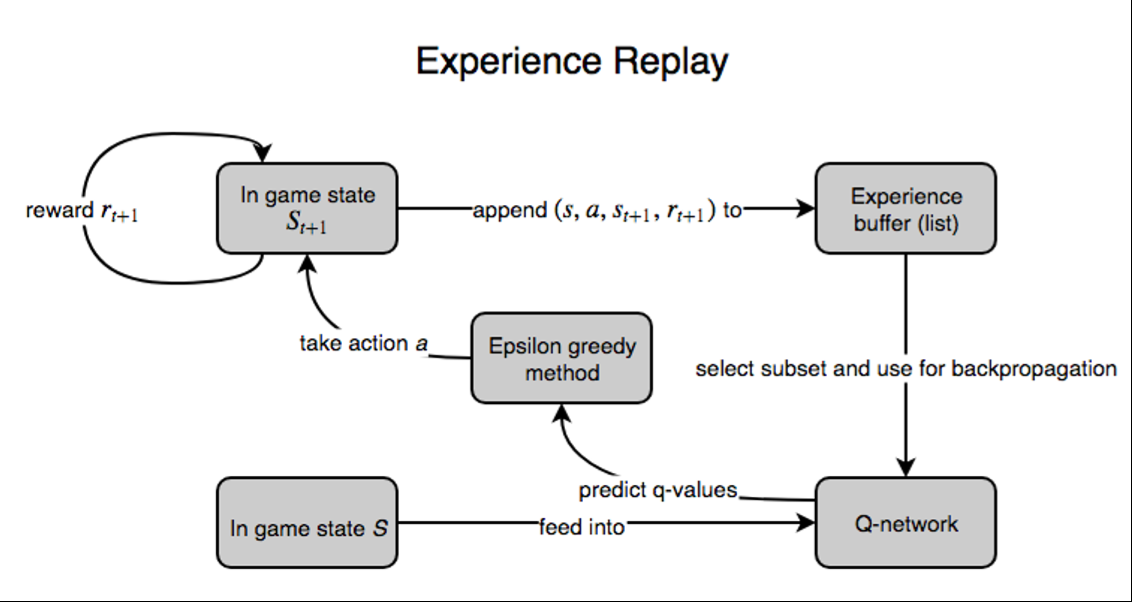 Experience Replay
In game state
S_{t+1}
Experience
buffer (list)
reward r_{t+1}
append (s, a, s_{t+1}, r_{t+1}) to
take action a
Epsilon greedy
method
select subset and use for backpropagation
predict q-values
In game state S
feed into
Q-network